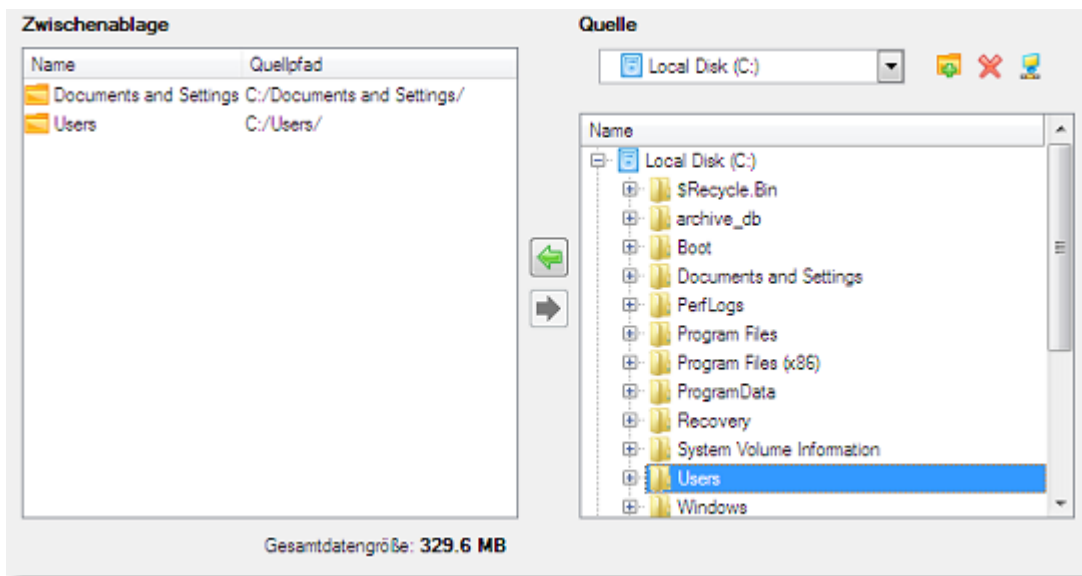 Zwischenablage
Name Quellpfad
Documents and Settings C:/Documents and Settings/
Users C:/Users/
Gesamtdatengröße: 329.6 MB
Quelle
Local Disk (C:)
Name
Local Disk (C:)
$Recycle.Bin
archive_db
Boot
Documents and Settings
PerfLogs
Program Files
Program Files (x86)
ProgramData
Recovery
System Volume Information
Users
Windows